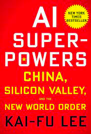 AI
NEW YORK
TIMES
BESTSELLER
SUPER-
POWERS
CHINA,
SILICON VALLEY,
AND THE
NEW WORLD ORDER
KAI-FU LEE